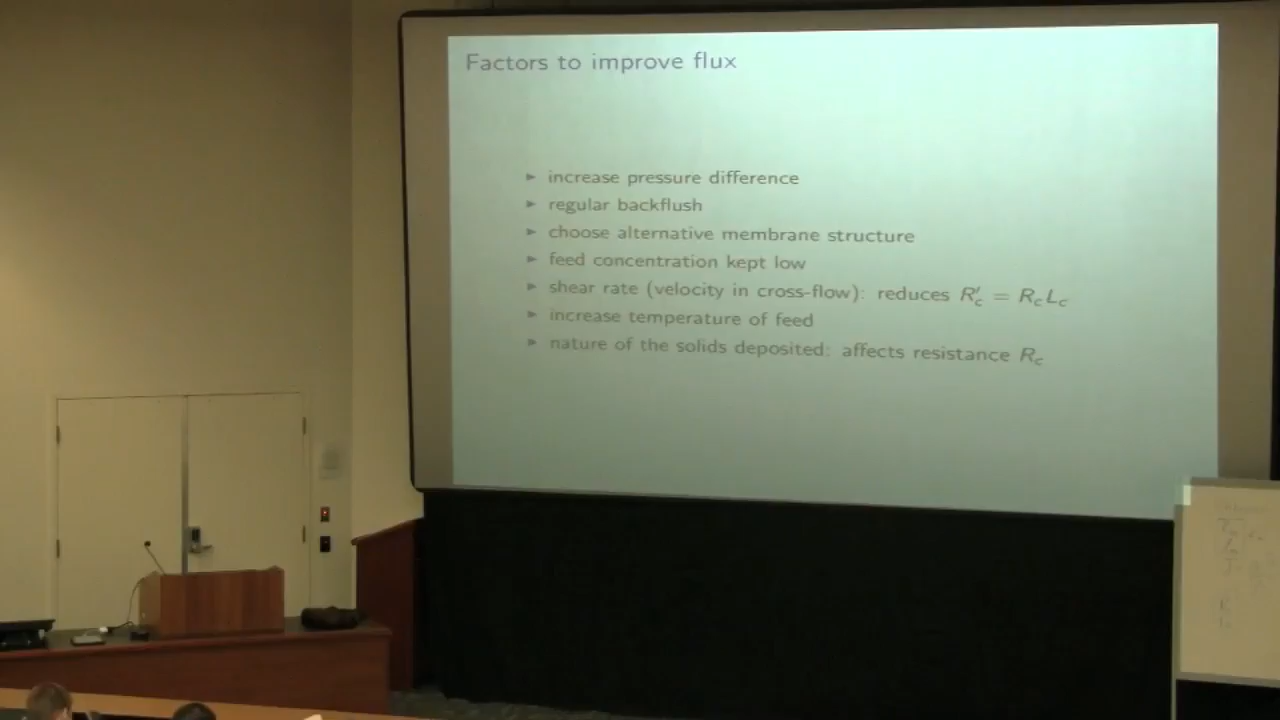 Factors to improve flux
▶ increase pressure difference
▶ regular backflush
▶ choose alternative membrane structure
▶ feed concentration kept low
▶ shear rate (velocity in cross-flow): reduces R′c = RcLc
▶ increase temperature of feed
▶ nature of the solids deposited: affects resistance Rc